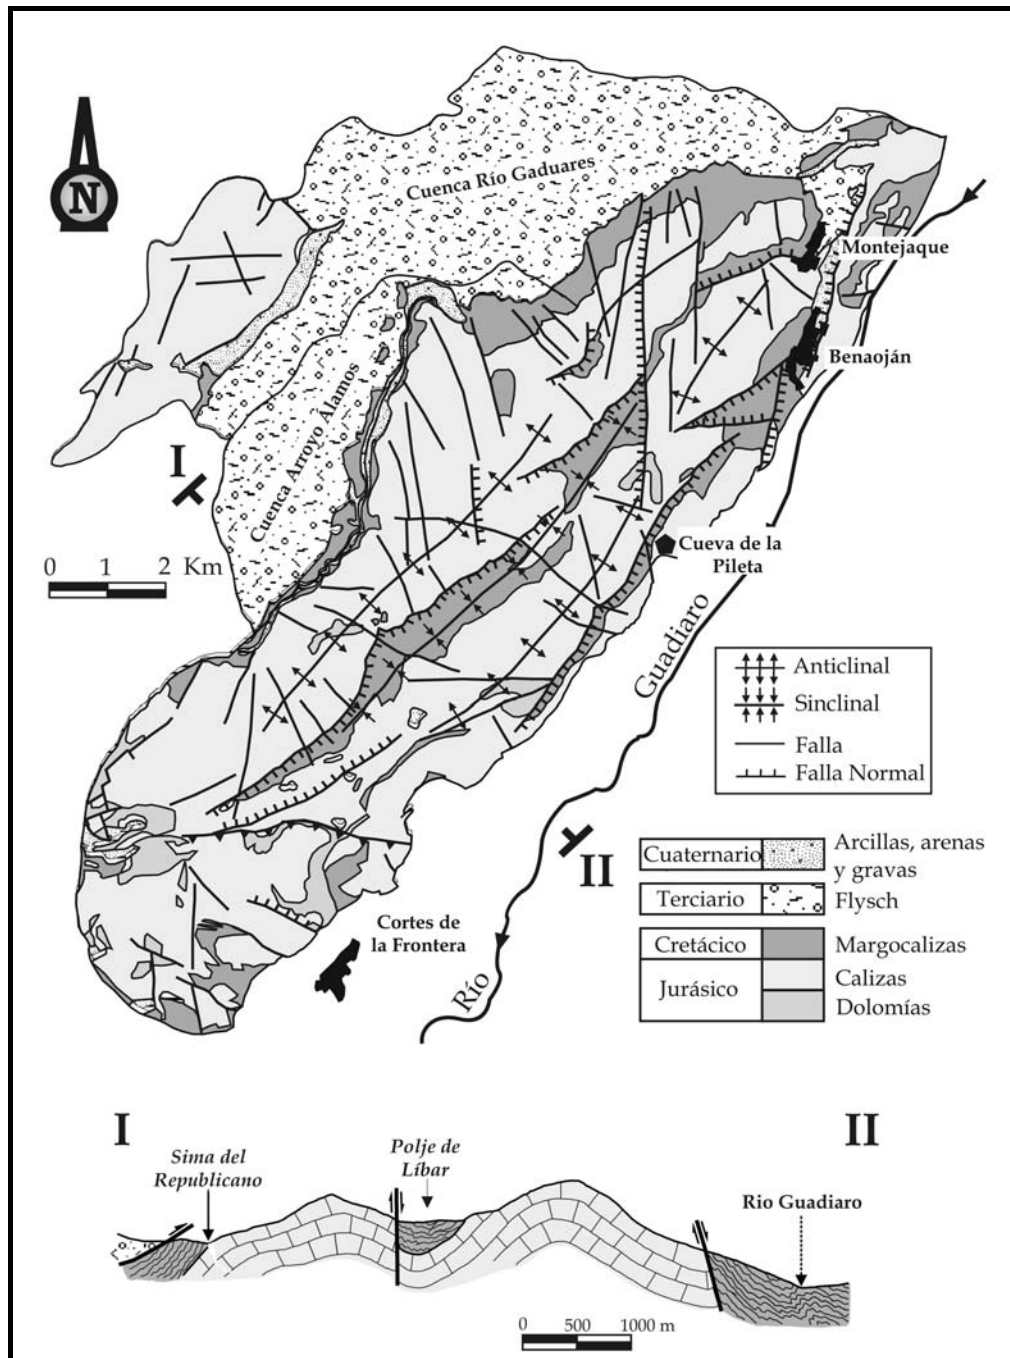 Cuenca Río Gaduares
N
Montejaque
Benaoján
Cuenca Arroyo Álamos
I
0 1 2 Km
Cueva de la
Pileta
Guadiaro
Anticlinal
Sinclinal
Falla
Falla Normal
II
Cuaternario
Arcillas, arenas
y gravas
Terciario
Flysch
Cretácico
Margocalizas
Jurásico
Calizas
Dolomías
Cortes de
la Frontera
Río
I
II
Sima del
Republicano
Polje de
Líbar
Rio Guadiaro
0 500 1000 m